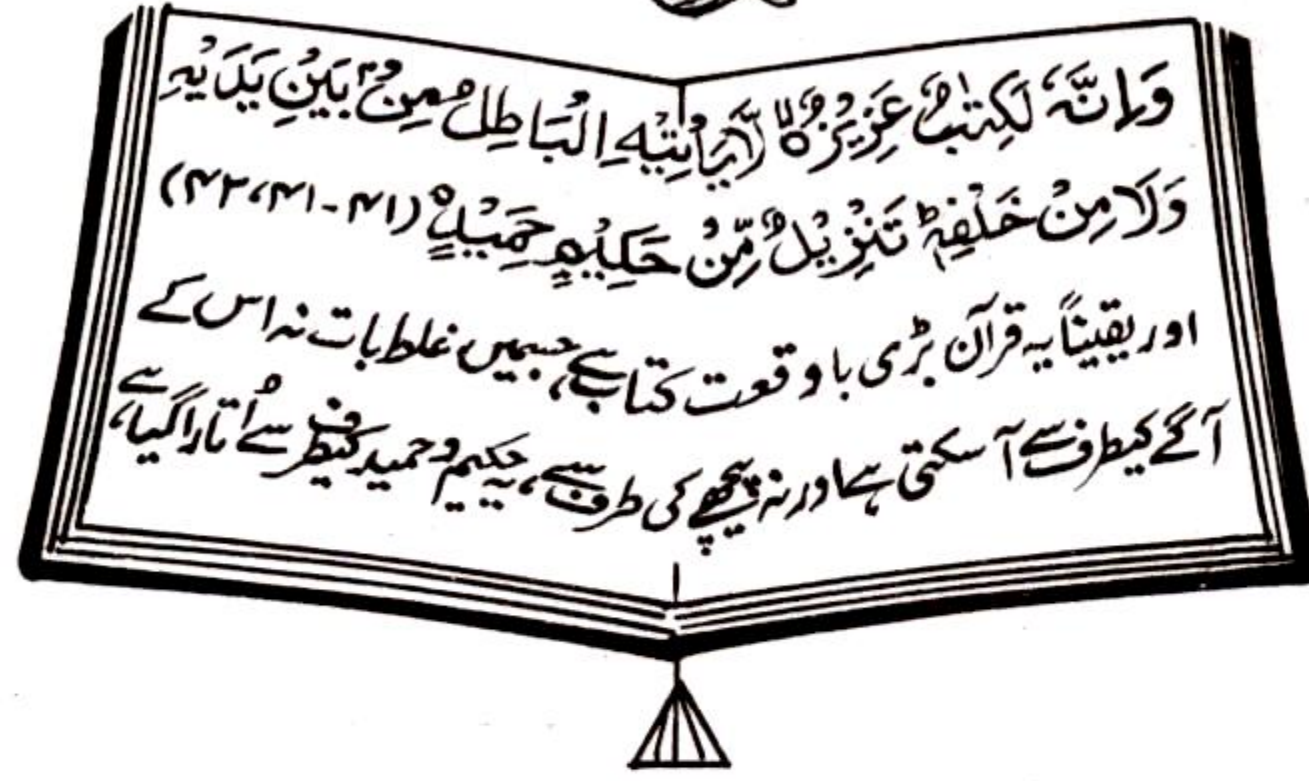 وَاِنَّهٗ لَكِتٰبٌ عَزِيْزٌ ۙ لَّا يَاْتِيْهِ الْبَاطِلُ مِنْۢ بَيْنِ يَدَيْهِ
وَلَا مِنْ خَلْفِهٖ ؕ تَنْزِيْلٌ مِّنْ حَكِيْمٍ حَمِيْدٍ (۴۱-۴۱،۴۲)
اور یقیناً یہ قرآن بڑی باوقعت کتاب ہے، جسمیں غلط بات نہ اس کے
آگے کیطرف سے آ سکتی ہے اور نہ پیچھے کی طرف سے، یہ حکیم و حمید کیطرف سے اُتارا گیا ہے،